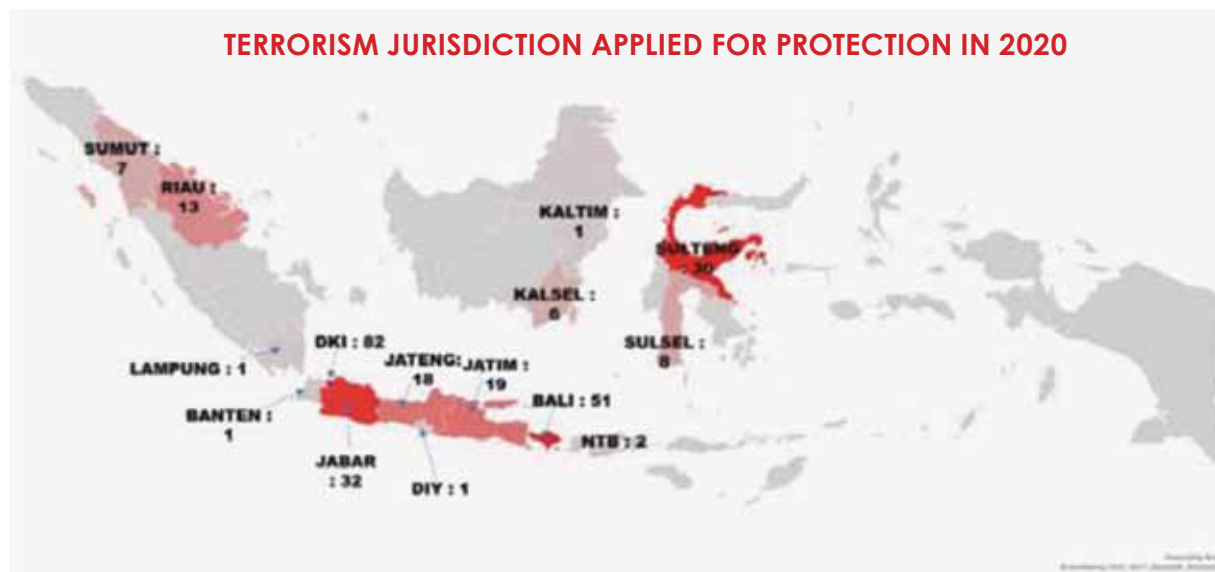 TERRORISM JURISDICTION APPLIED FOR PROTECTION IN 2020
SUMUT :
7
RIAU :
13
KALTIM :
1
SULTENG
: 30
KALSEL :
6
SULSEL :
8
DKI : 82
LAMPUNG : 1
JATENG:
18
JATIM :
19
BANTEN :
1
BALI : 51
NTB : 2
JABAR
: 32
DIY : 1